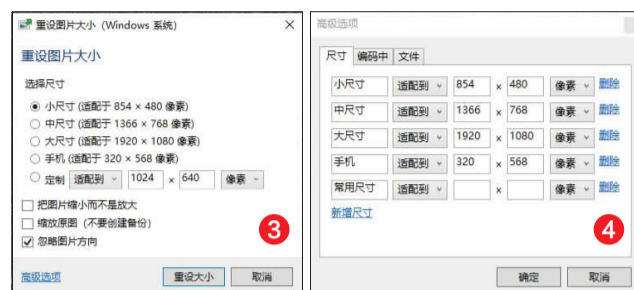 重设图片大小 (Windows 系统)
重设图片大小
选择尺寸
小尺寸 (适配于 854 × 480 像素)
中尺寸 (适配于 1366 × 768 像素)
大尺寸 (适配于 1920 × 1080 像素)
手机 (适配于 320 × 568 像素)
定制 适配到 1024 × 640 像素
把图片缩小而不是放大
缩放原图 (不要创建备份)
忽略图片方向
3
高级选项 重设大小 取消
高级选项
尺寸 编码中 文件
小尺寸 适配到 854 × 480 像素 删除
中尺寸 适配到 1366 × 768 像素 删除
大尺寸 适配到 1920 × 1080 像素 删除
手机 适配到 320 × 568 像素 删除
常用尺寸 适配到 × 像素 删除
新增尺寸
4
确定 取消